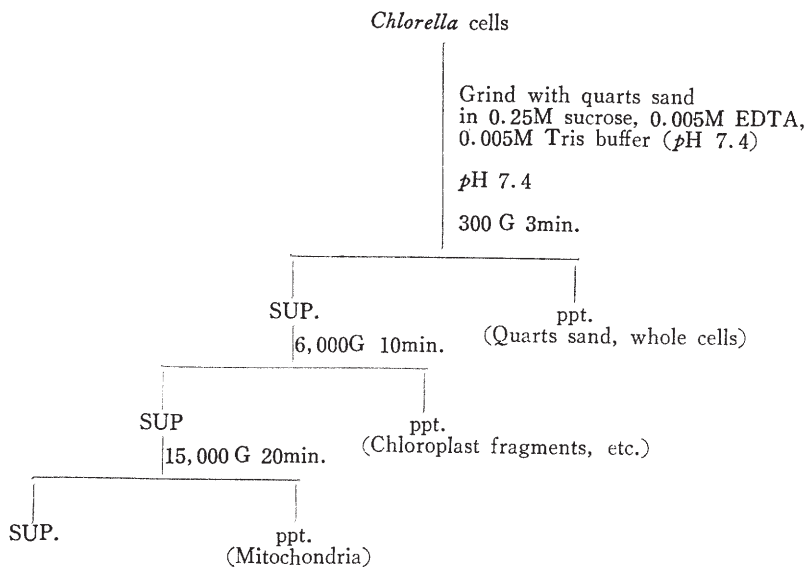 Chlorella cells
Grind with quarts sand
in 0.25M sucrose, 0.005M EDTA,
0.005M Tris buffer (pH 7.4)
pH 7.4
300 G 3min.
SUP.
ppt.
(Quarts sand, whole cells)
6,000G 10min.
SUP
ppt.
(Chloroplast fragments, etc.)
15,000 G 20min.
SUP.
ppt.
(Mitochondria)